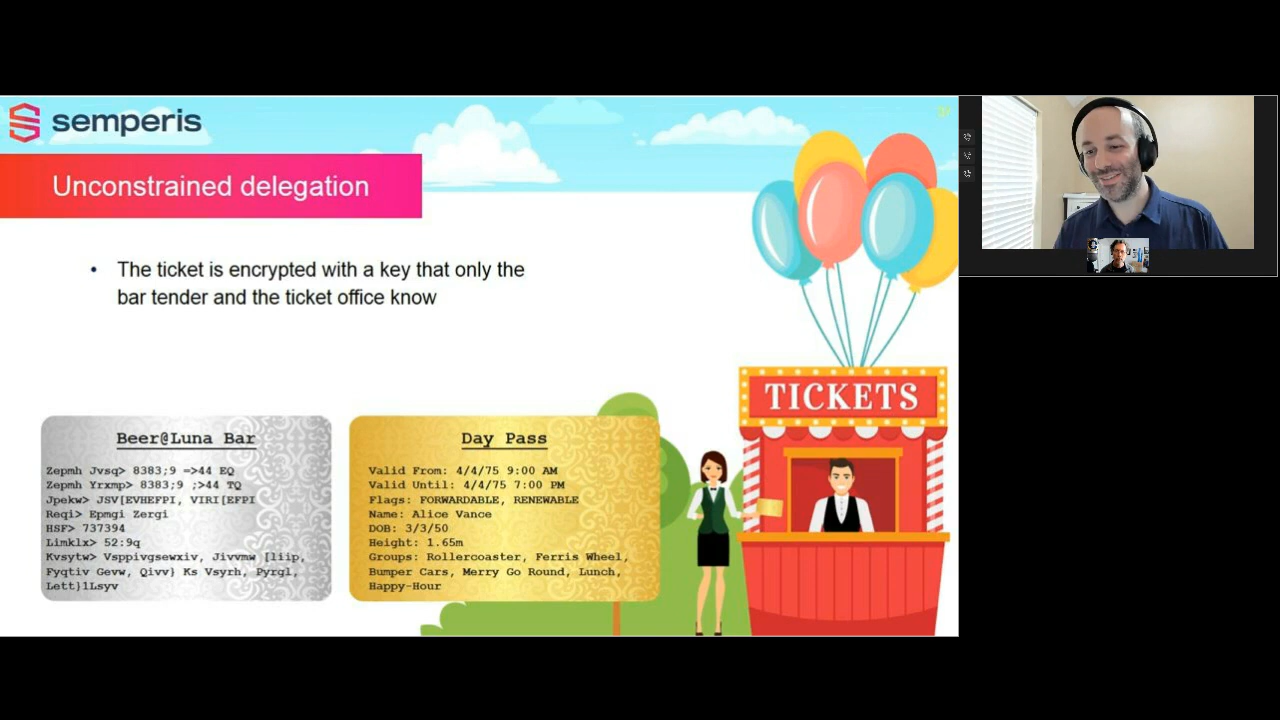 semperis
Unconstrained delegation
• The ticket is encrypted with a key that only the
bar tender and the ticket office know
Beer@Luna Bar
Zepmh Jvsq> 8383;9 =>44 EQ
Zepmh Yrxmp> 8383;9 ;>44 TQ
Jpekw> JSV[EVHEFPI, VIRI[EFPI
Reqi> Epmgi Zergi
HSF> 737394
Limklx> 52:9q
Kvsytw> Vsppivgsewxiv, Jivvmw [liip,
Fyqtiv Gevw, Qivv} Ks Vsyrh, Pyrgl,
Lett}1Lsyv
Day Pass
Valid From: 4/4/75 9:00 AM
Valid Until: 4/4/75 7:00 PM
Flags: FORWARDABLE, RENEWABLE
Name: Alice Vance
DOB: 3/3/50
Height: 1.65m
Groups: Rollercoaster, Ferris Wheel,
Bumper Cars, Merry Go Round, Lunch,
Happy-Hour
TICKETS